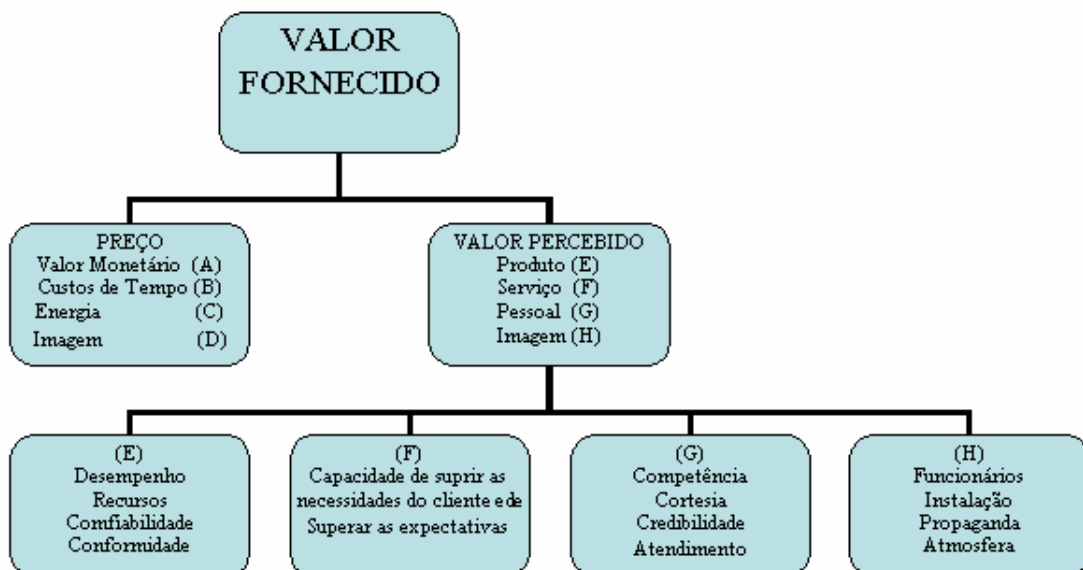 VALOR
FORNECIDO
PREÇO
Valor Monetário (A)
Custos de Tempo (B)
Energia (C)
Imagem (D)
VALOR PERCEBIDO
Produto (E)
Serviço (F)
Pessoal (G)
Imagem (H)
(E)
Desempenho
Recursos
Comfiabilidade
Conformidade
(F)
Capacidade de suprir as
necessidades do cliente e de
Superar as expectativas
(G)
Competência
Cortesia
Credibilidade
Atendimento
(H)
Funcionários
Instalação
Propaganda
Atmosfera